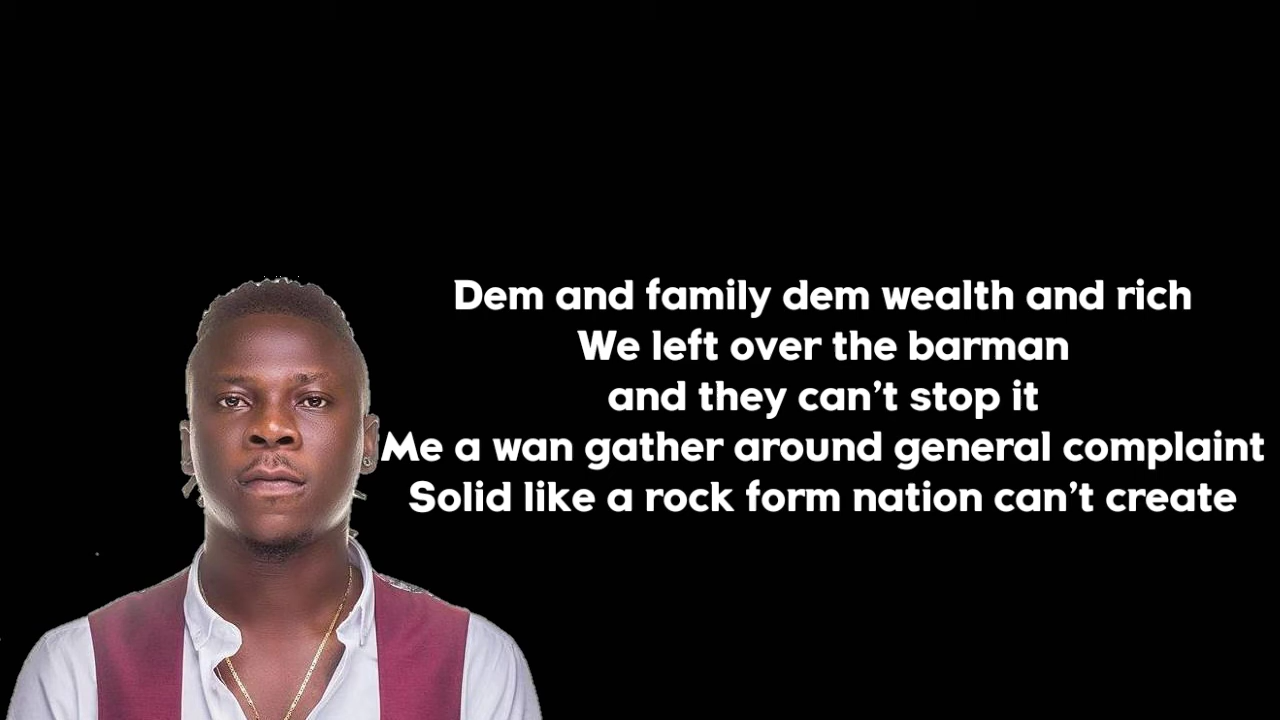 Dem and family dem wealth and rich
We left over the barman
and they can’t stop it
Me a wan gather around general complaint
Solid like a rock form nation can’t create